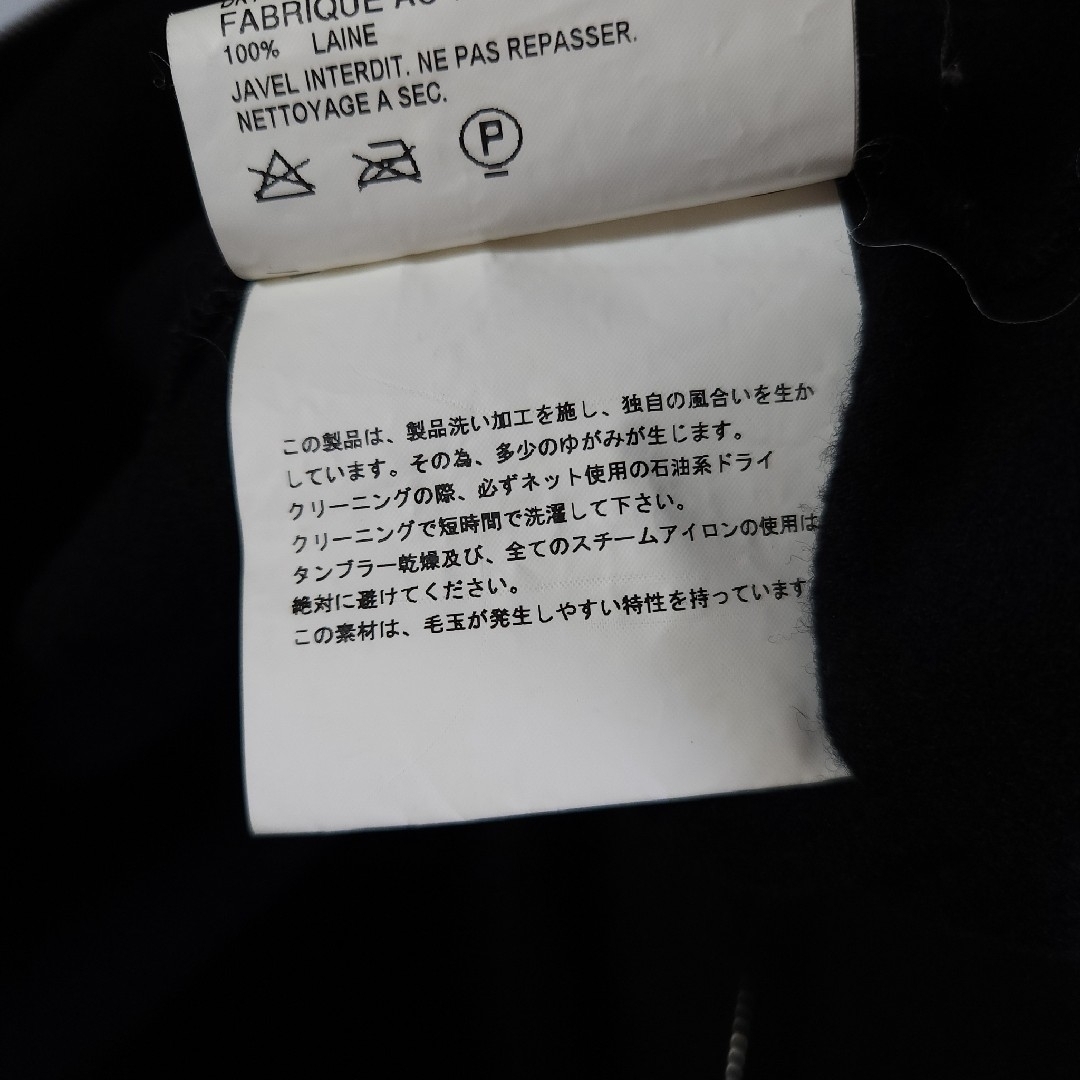 FABRIQUE AU
100% LAINE
JAVEL INTERDIT. NE PAS REPASSER.
NETTOYAGE A SEC.
P
この製品は、製品洗い加工を施し、独自の風合いを生か
しています。その為、多少のゆがみが生じます。
クリーニングの際、必ずネット使用の石油系ドライ
クリーニングで短時間で洗濯して下さい。
タンブラー乾燥及び、全てのスチームアイロンの使用は
絶対に避けてください。
この素材は、毛玉が発生しやすい特性を持っています